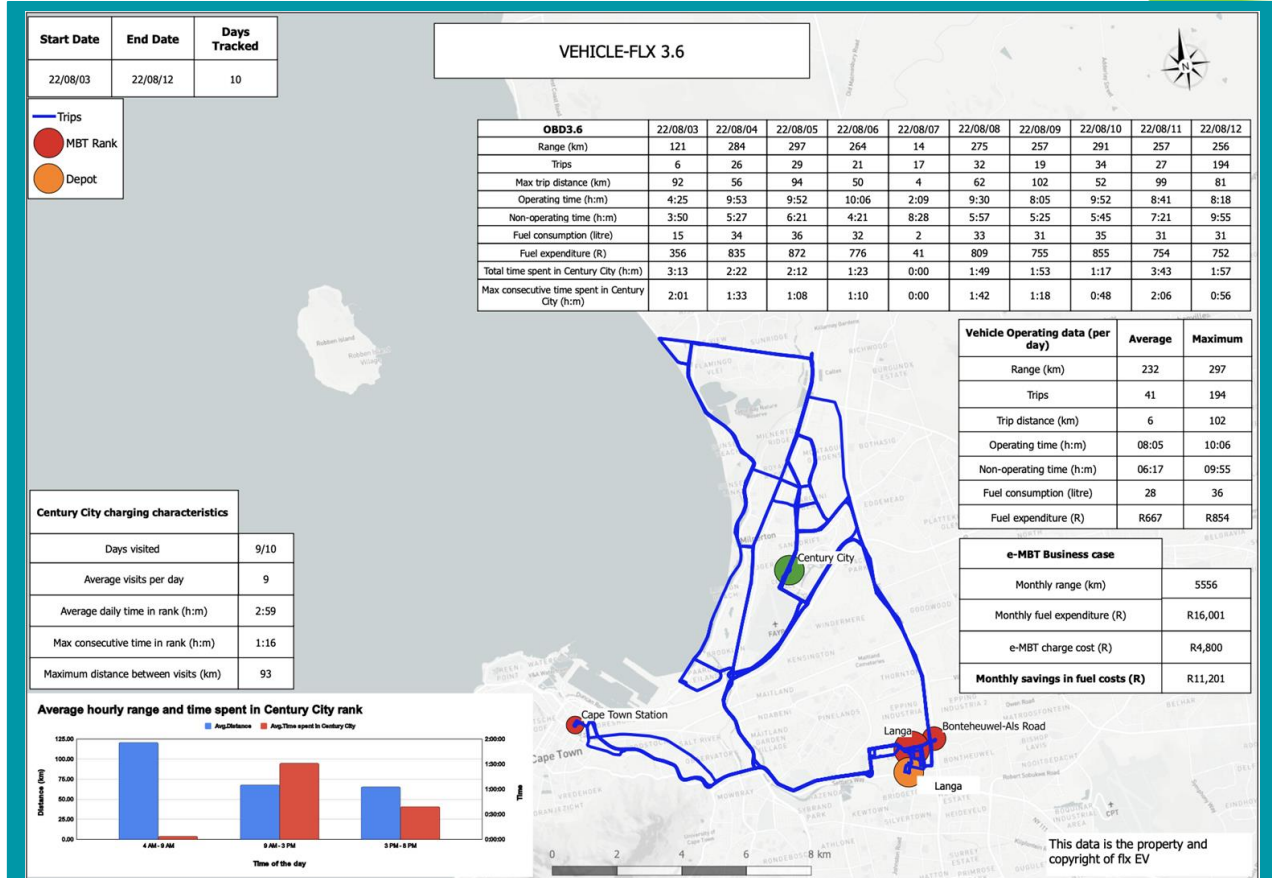 VEHICLE-FLX 3.6
Start Date End Date Days Tracked
22/08/03 22/08/12 10
Trips
MBT Rank
Depot
N
OBD3.6 22/08/03 22/08/04 22/08/05 22/08/06 22/08/07 22/08/08 22/08/09 22/08/10 22/08/11 22/08/12
Range (km) 121 284 297 264 14 275 257 291 257 256
Trips 6 26 29 21 17 32 19 34 27 194
Max trip distance (km) 92 56 94 50 4 62 102 52 99 81
Operating time (h:m) 4:25 9:53 9:52 10:06 2:09 9:30 8:05 9:52 8:41 8:18
Non-operating time (h:m) 3:50 5:27 6:21 4:21 8:28 5:57 5:25 5:45 7:21 9:55
Fuel consumption (litre) 15 34 36 32 2 33 31 35 31 31
Fuel expenditure (R) 356 835 872 776 41 809 755 855 754 752
Total time spent in Century City (h:m) 3:13 2:22 2:12 1:23 0:00 1:49 1:53 1:17 3:43 1:57
Max consecutive time spent in Century City (h:m) 2:01 1:33 1:08 1:10 0:00 1:42 1:18 0:48 2:06 0:56
Vehicle Operating data (per day) Average Maximum
Range (km) 232 297
Trips 41 194
Trip distance (km) 6 102
Operating time (h:m) 08:05 10:06
Non-operating time (h:m) 06:17 09:55
Fuel consumption (litre) 28 36
Fuel expenditure (R) R667 R854
e-MBT Business case
Monthly range (km) 5556
Monthly fuel expenditure (R) R16,001
e-MBT charge cost (R) R4,800
Monthly savings in fuel costs (R) R11,201
Century City charging characteristics
Days visited 9/10
Average visits per day 9
Average daily time in rank (h:m) 2:59
Max consecutive time in rank (h:m) 1:16
Maximum distance between visits (km) 93
Average hourly range and time spent in Century City rank
Avg.Distance Avg.Time spent in Century City
Distance (km)
125.00
100.00
75.00
50.00
25.00
0.00
2:00:00
1:30:00
1:00:00
0:30:00
0:00:00
Time
4 AM - 9 AM 9 AM - 3 PM 3 PM - 6 PM
Time of the day
Robben Island
Century City
Cape Town Station
Cape Town
Langa
Bonteheuwel-Als Road
Langa
Milnerton
RICHWOOD
BOTHASIG
EDGEMEAD
WINDERMERE
KENSINGTON
MAITLAND
NDABENI
PINELANDS
MOWBRAY
ATHLONE
SILVERTOWN
HEIDEVELD
BELHAR
0 2 4 6 8 km
This data is the property and
copyright of flx EV